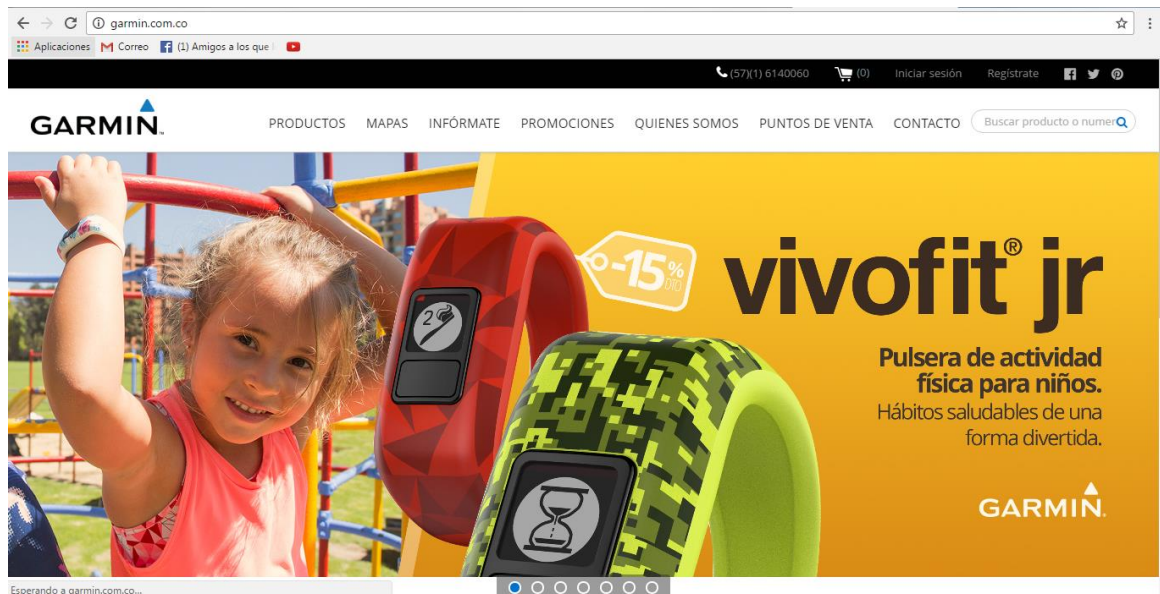 garmin.com.co
Aplicaciones M Correo (1) Amigos a los que
(57)(1) 6140060 (0) Iniciar sesión Regístrate
GARMIN
PRODUCTOS MAPAS INFÓRMATE PROMOCIONES QUIENES SOMOS PUNTOS DE VENTA CONTACTO Buscar producto o numer
-15% DTO
vivofit® jr
2
Pulsera de actividad
física para niños.
Hábitos saludables de una
forma divertida.
GARMIN.
Esperando a garmin.com.co...